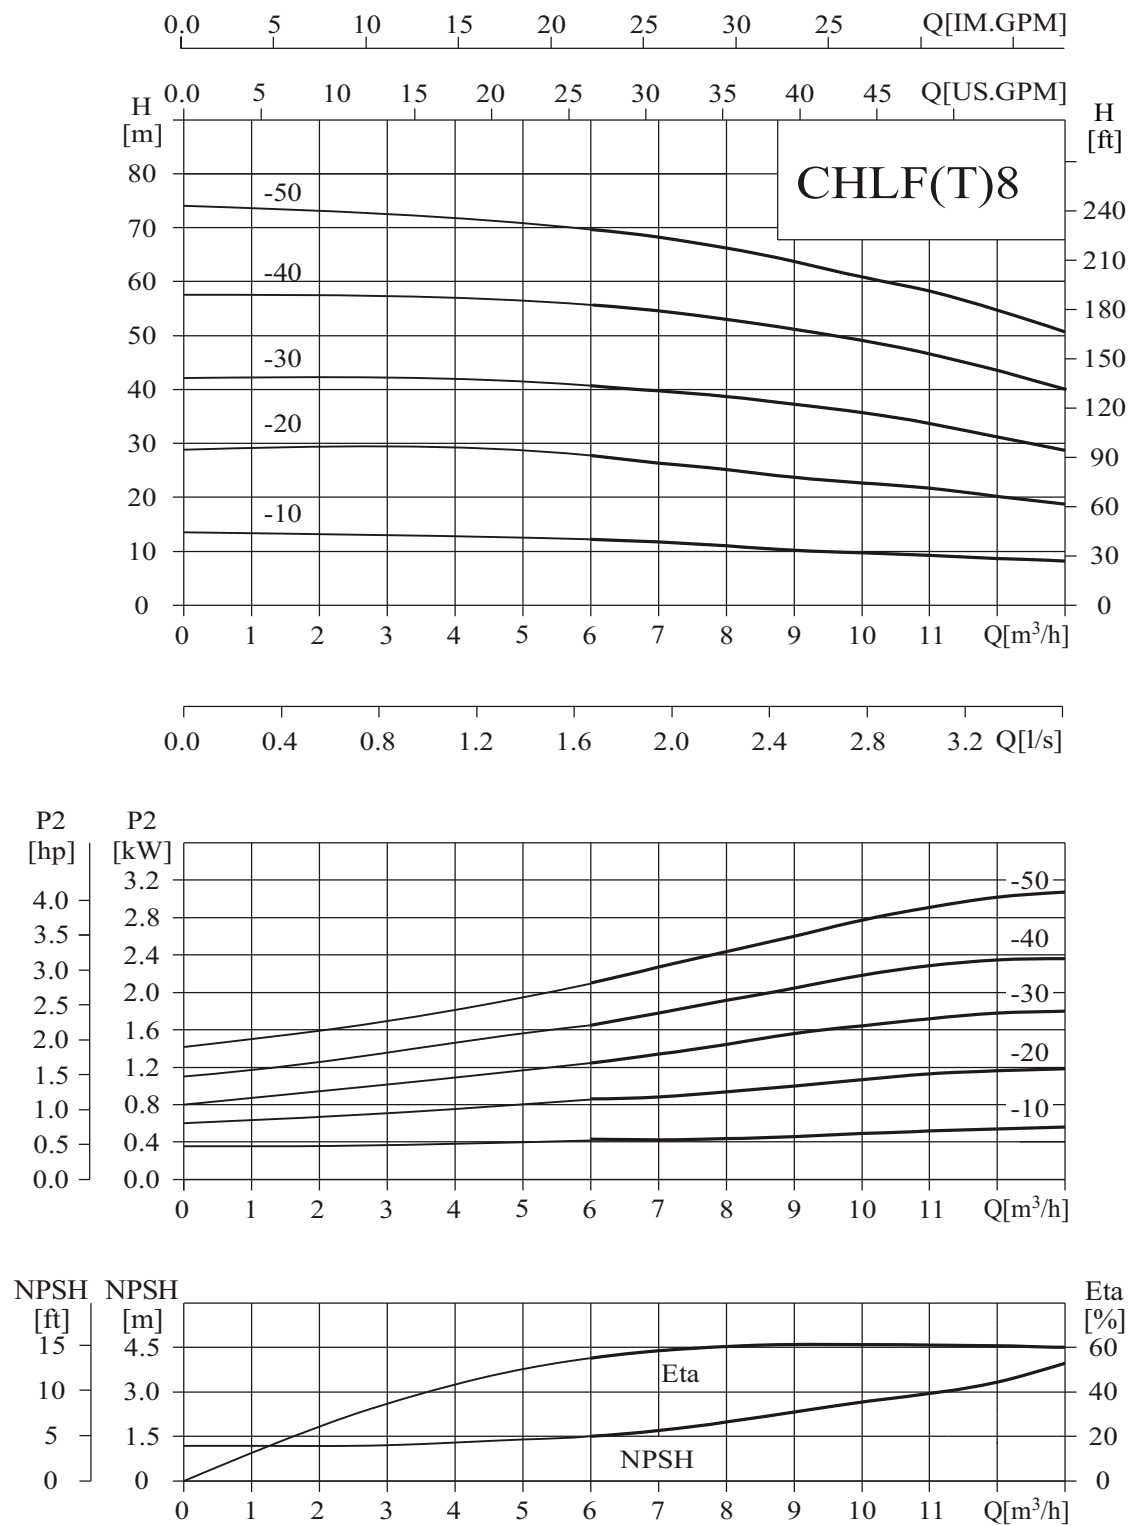 0.0 5 10 15 20 25 30 25 Q[IM.GPM]
0.0 5 10 15 20 25 30 35 40 45 Q[US.GPM]
H
[m]
H
[ft]
CHLF(T)8
80
70
60
50
40
30
20
10
0
-50
-40
-30
-20
-10
240
210
180
150
120
90
60
30
0
0 1 2 3 4 5 6 7 8 9 10 11 Q[m³/h]
0.0 0.4 0.8 1.2 1.6 2.0 2.4 2.8 3.2 Q[l/s]
P2
[hp]
P2
[kW]
4.0
3.5
3.0
2.5
2.0
1.5
1.0
0.5
0.0
3.2
2.8
2.4
2.0
1.6
1.2
0.8
0.4
0.0
-50
-40
-30
-20
-10
0 1 2 3 4 5 6 7 8 9 10 11 Q[m³/h]
NPSH
[ft]
NPSH
[m]
Eta
[%]
15
10
5
0
4.5
3.0
1.5
0
Eta
NPSH
60
40
20
0
0 1 2 3 4 5 6 7 8 9 10 11 Q[m³/h]